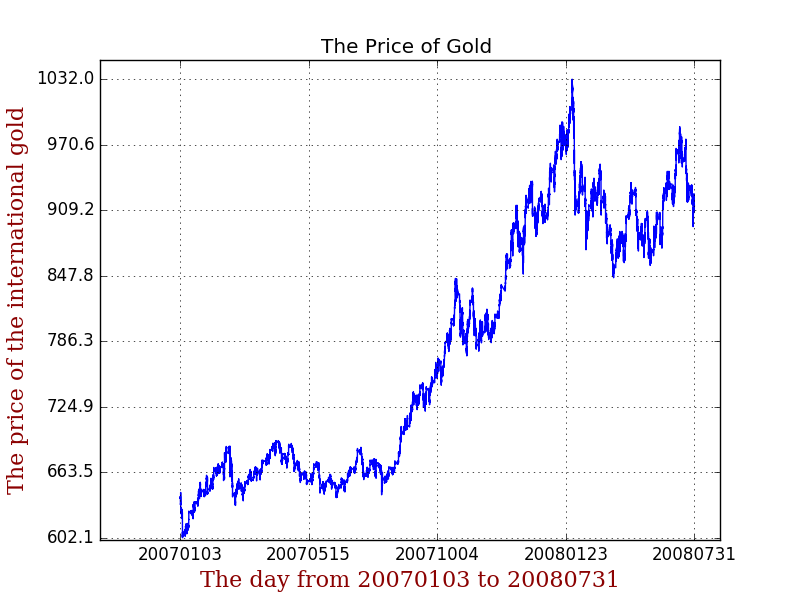 The Price of Gold
The price of the international gold
1032.0
970.6
909.2
847.8
786.3
724.9
663.5
602.1
20070103 20070515 20071004 20080123 20080731
The day from 20070103 to 20080731